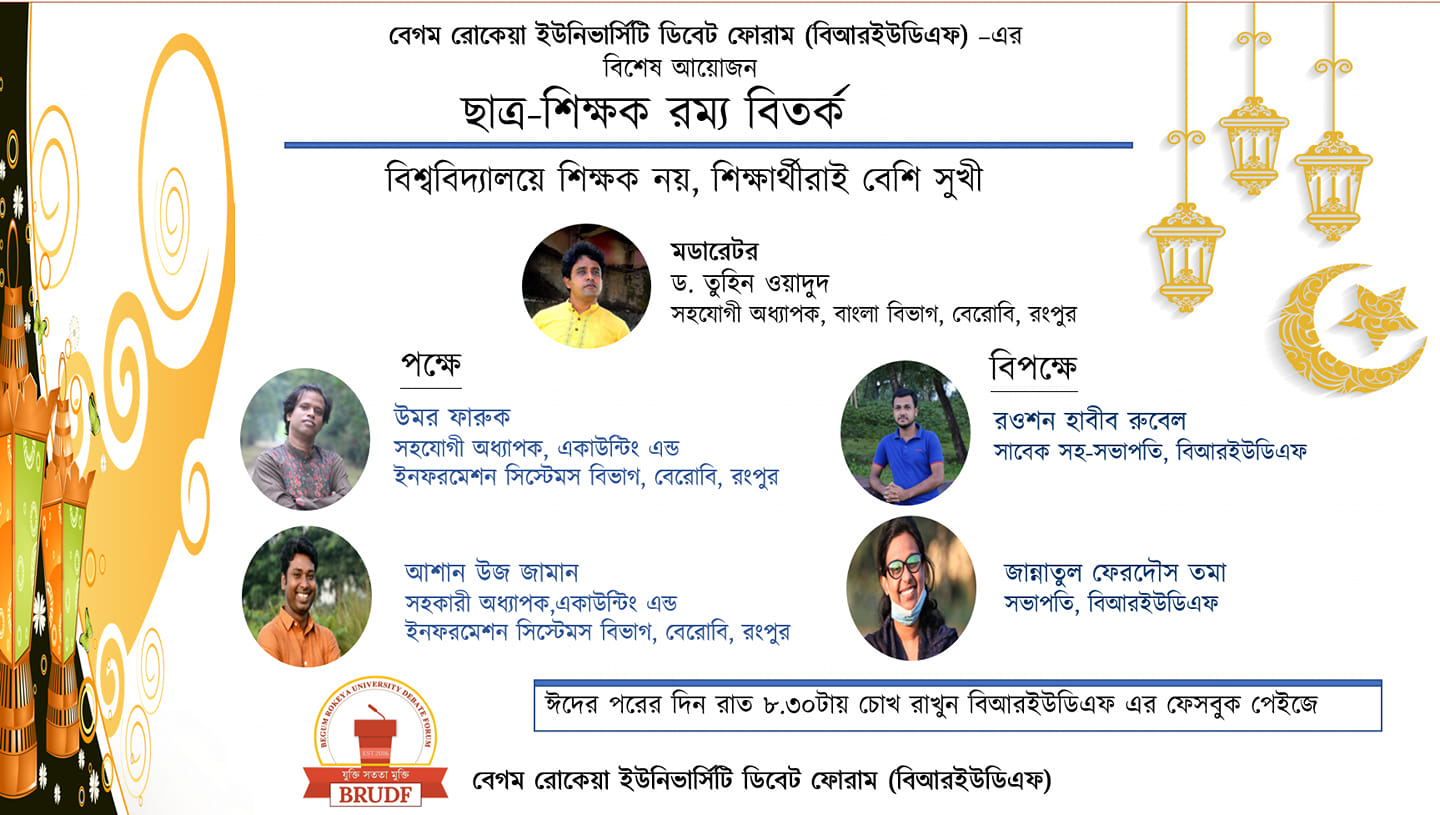 বেগম রোকেয়া ইউনিভার্সিটি ডিবেট ফোরাম (বিআরইউডিএফ) –এর
বিশেষ আয়োজন
ছাত্র-শিক্ষক রম্য বিতর্ক
বিশ্ববিদ্যালয়ে শিক্ষক নয়, শিক্ষার্থীরাই বেশি সুখী
মডারেটর
ড. তুহিন ওয়াদুদ
সহযোগী অধ্যাপক, বাংলা বিভাগ, বেরোবি, রংপুর
পক্ষে
উমর ফারুক
সহযোগী অধ্যাপক, একাউন্টিং এন্ড
ইনফরমেশন সিস্টেমস বিভাগ, বেরোবি, রংপুর
আশান উজ জামান
সহকারী অধ্যাপক,একাউন্টিং এন্ড
ইনফরমেশন সিস্টেমস বিভাগ, বেরোবি, রংপুর
বিপক্ষে
রওশন হাবীব রুবেল
সাবেক সহ-সভাপতি, বিআরইউডিএফ
জান্নাতুল ফেরদৌস তমা
সভাপতি, বিআরইউডিএফ
ঈদের পরের দিন রাত ৮.৩০টায় চোখ রাখুন বিআরইউডিএফ এর ফেসবুক পেইজে
BEGUM ROKEYA UNIVERSITY DEBATE FORUM
EST.2016
যুক্তি সততা মুক্তি
BRUDF
বেগম রোকেয়া ইউনিভার্সিটি ডিবেট ফোরাম (বিআরইউডিএফ)